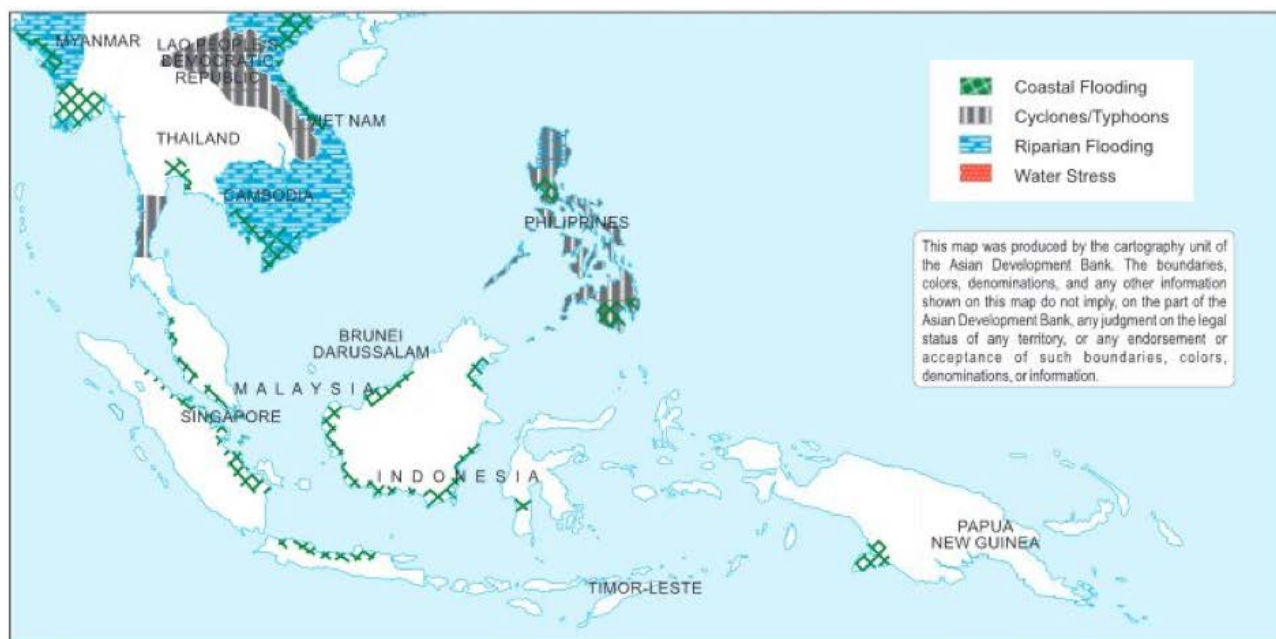 MYANMAR
LAO PEOPLE'S
DEMOCRATIC
REPUBLIC
VIET NAM
THAILAND
CAMBODIA
PHILIPPINES
BRUNEI
DARUSSALAM
MALAYSIA
SINGAPORE
INDONESIA
PAPUA
NEW GUINEA
TIMOR-LESTE
Coastal Flooding
Cyclones/Typhoons
Riparian Flooding
Water Stress
This map was produced by the cartography unit of
the Asian Development Bank. The boundaries,
colors, denominations, and any other information
shown on this map do not imply, on the part of the
Asian Development Bank, any judgment on the legal
status of any territory, or any endorsement or
acceptance of such boundaries, colors,
denominations, or information.